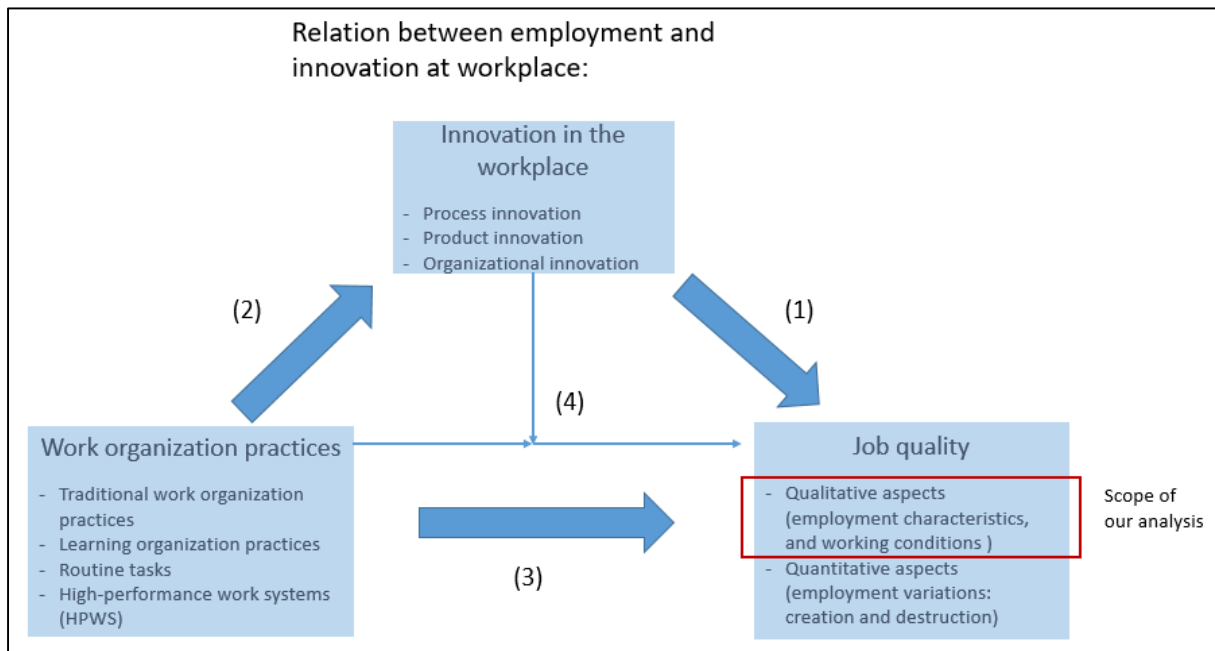 Relation between employment and
innovation at workplace:
Innovation in the
workplace
- Process innovation
- Product innovation
- Organizational innovation
(2)
(1)
(4)
Work organization practices
- Traditional work organization
practices
- Learning organization practices
- Routine tasks
- High-performance work systems
(HPWS)
(3)
Job quality
- Qualitative aspects
(employment characteristics,
and working conditions )
- Quantitative aspects
(employment variations:
creation and destruction)
Scope of
our analysis